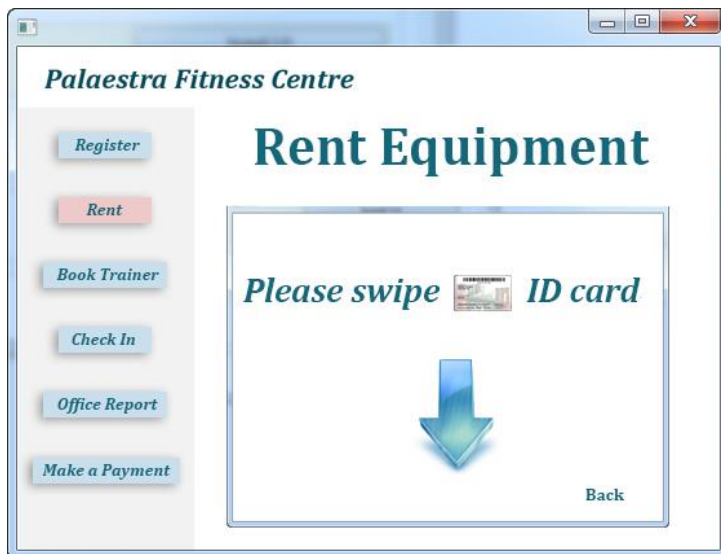 Palaestra Fitness Centre
Register
Rent
Book Trainer
Check In
Office Report
Make a Payment
Rent Equipment
Please swipe ID card
Back